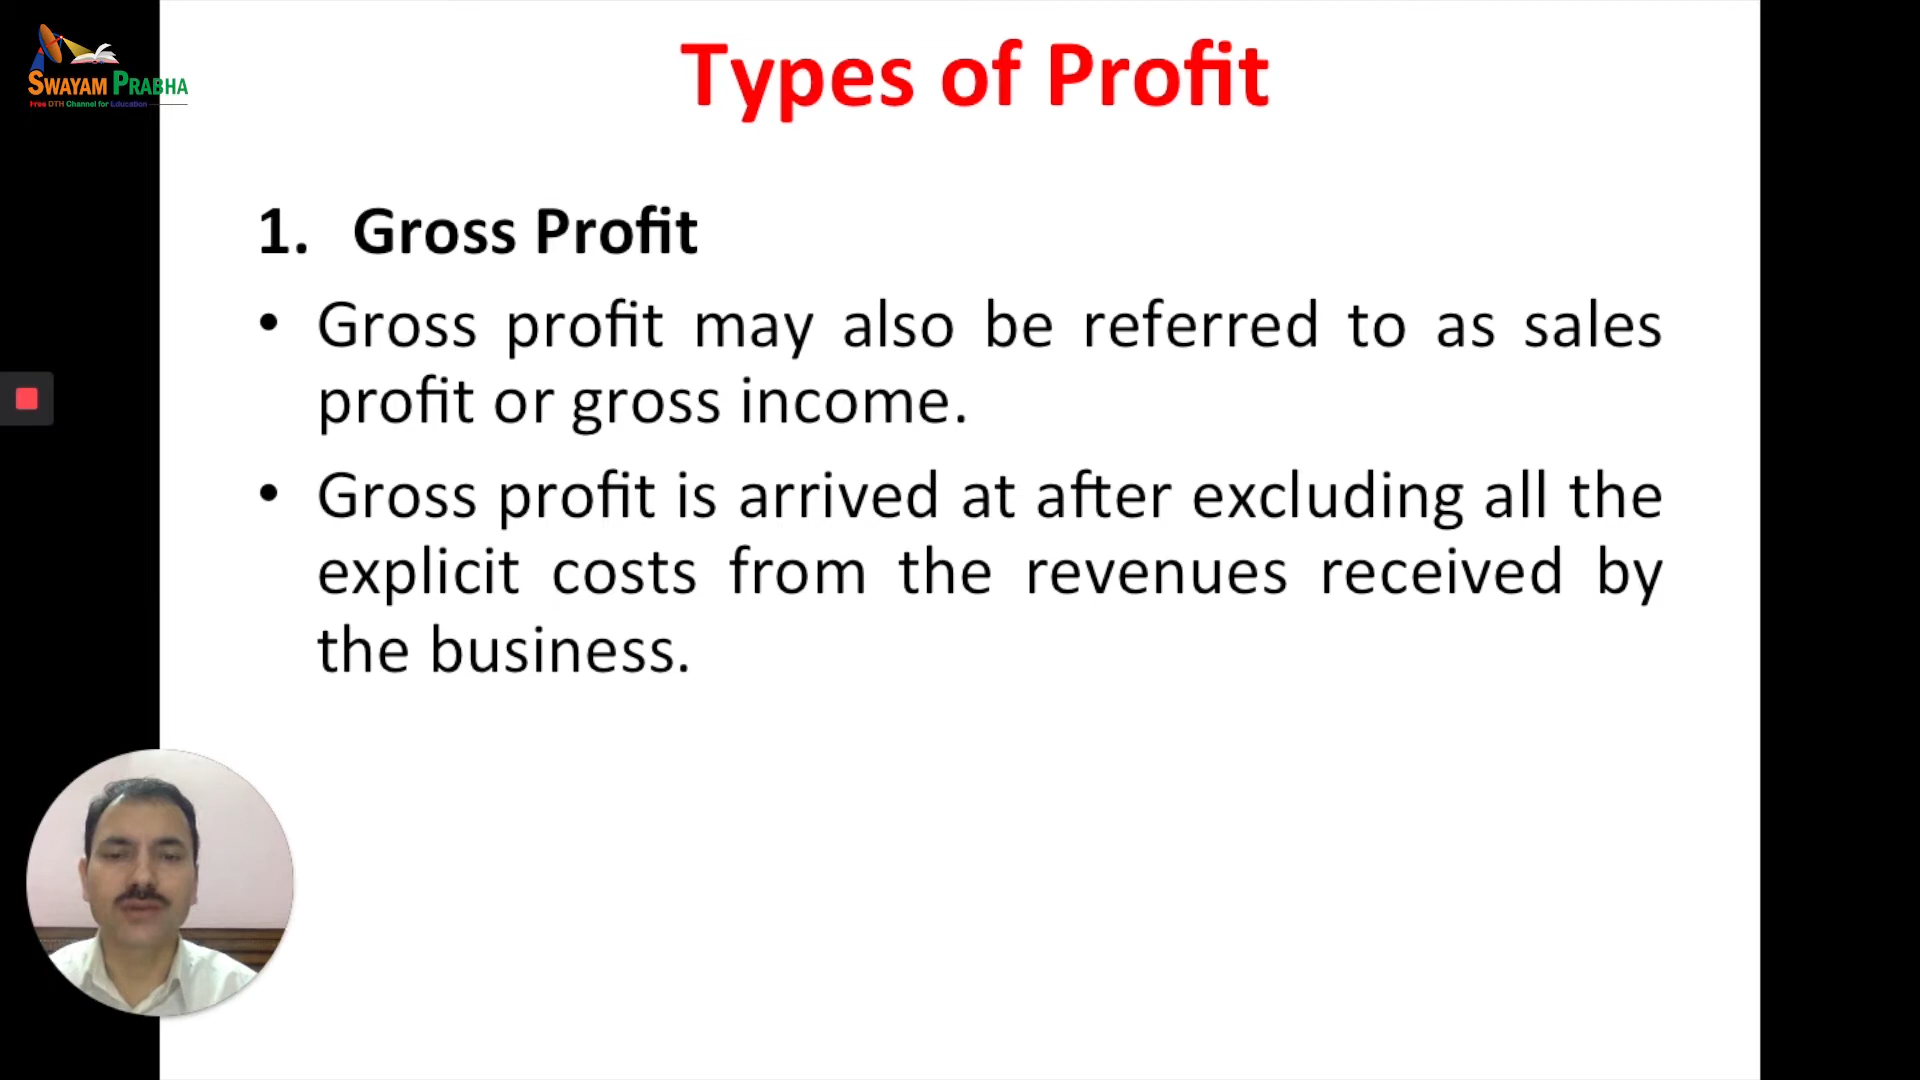 SWAYAM PRABHA
Free DTH Channel for Education
Types of Profit
1. Gross Profit
• Gross profit may also be referred to as sales
profit or gross income.
• Gross profit is arrived at after excluding all the
explicit costs from the revenues received by
the business.